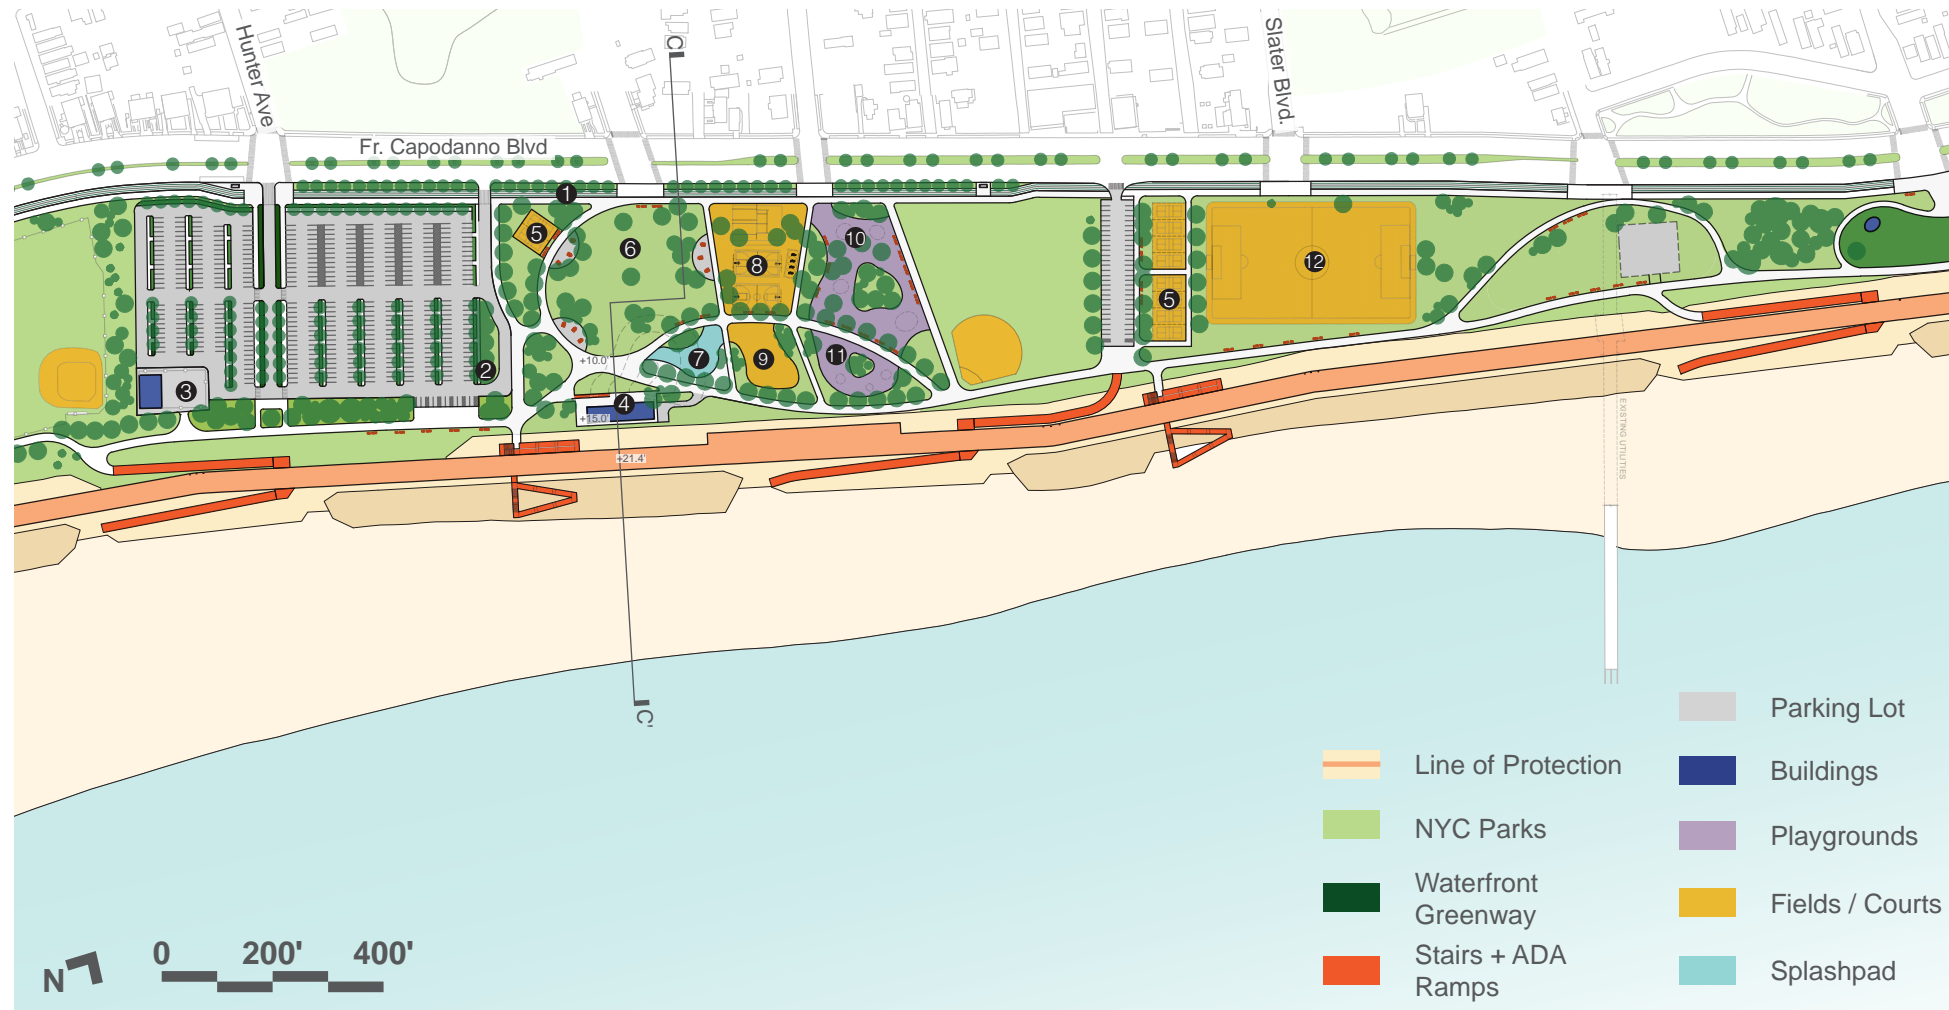 C
Hunter Ave
Slater Blvd.
Fr. Capodanno Blvd
1
5
6
8
10
12
5
7
9
11
2
3
4
+10.0'
+15.0'
+21.4'
EXISTING UTILITIES
C'
Parking Lot
Line of Protection
Buildings
NYC Parks
Playgrounds
Waterfront
Greenway
Fields / Courts
Stairs + ADA
Ramps
Splashpad
0 200' 400'
N